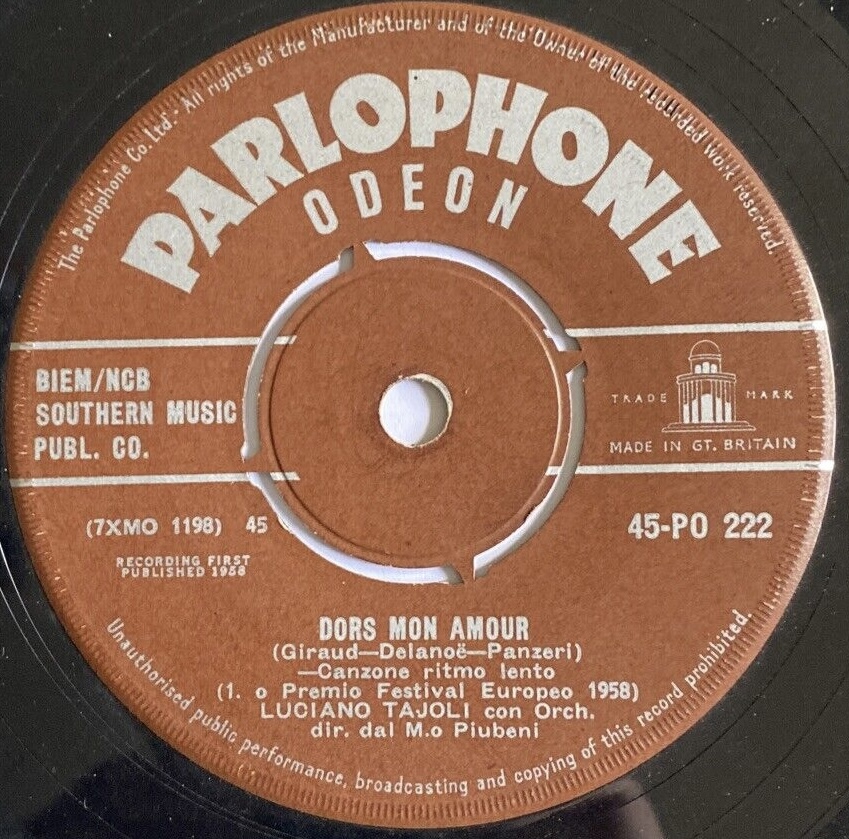 The Parlophone Co. Ltd.- All rights of the Manufacturer and of the Owner of the recorded work reserved
PARLOPHONE
ODEON
BIEM/NCB
SOUTHERN MUSIC
PUBL. CO.
TRADE MARK
MADE IN GT. BRITAIN
(7XMO 1198) 45
45-PO 222
RECORDING FIRST
PUBLISHED 1958
DORS MON AMOUR
(Giraud—Delanoë—Panzeri)
—Canzone ritmo lento
(1. o Premio Festival Europeo 1958)
LUCIANO TAJOLI con Orch.
dir. dal M.o Piubeni
Unauthorised public performance, broadcasting and copying of this record prohibited.